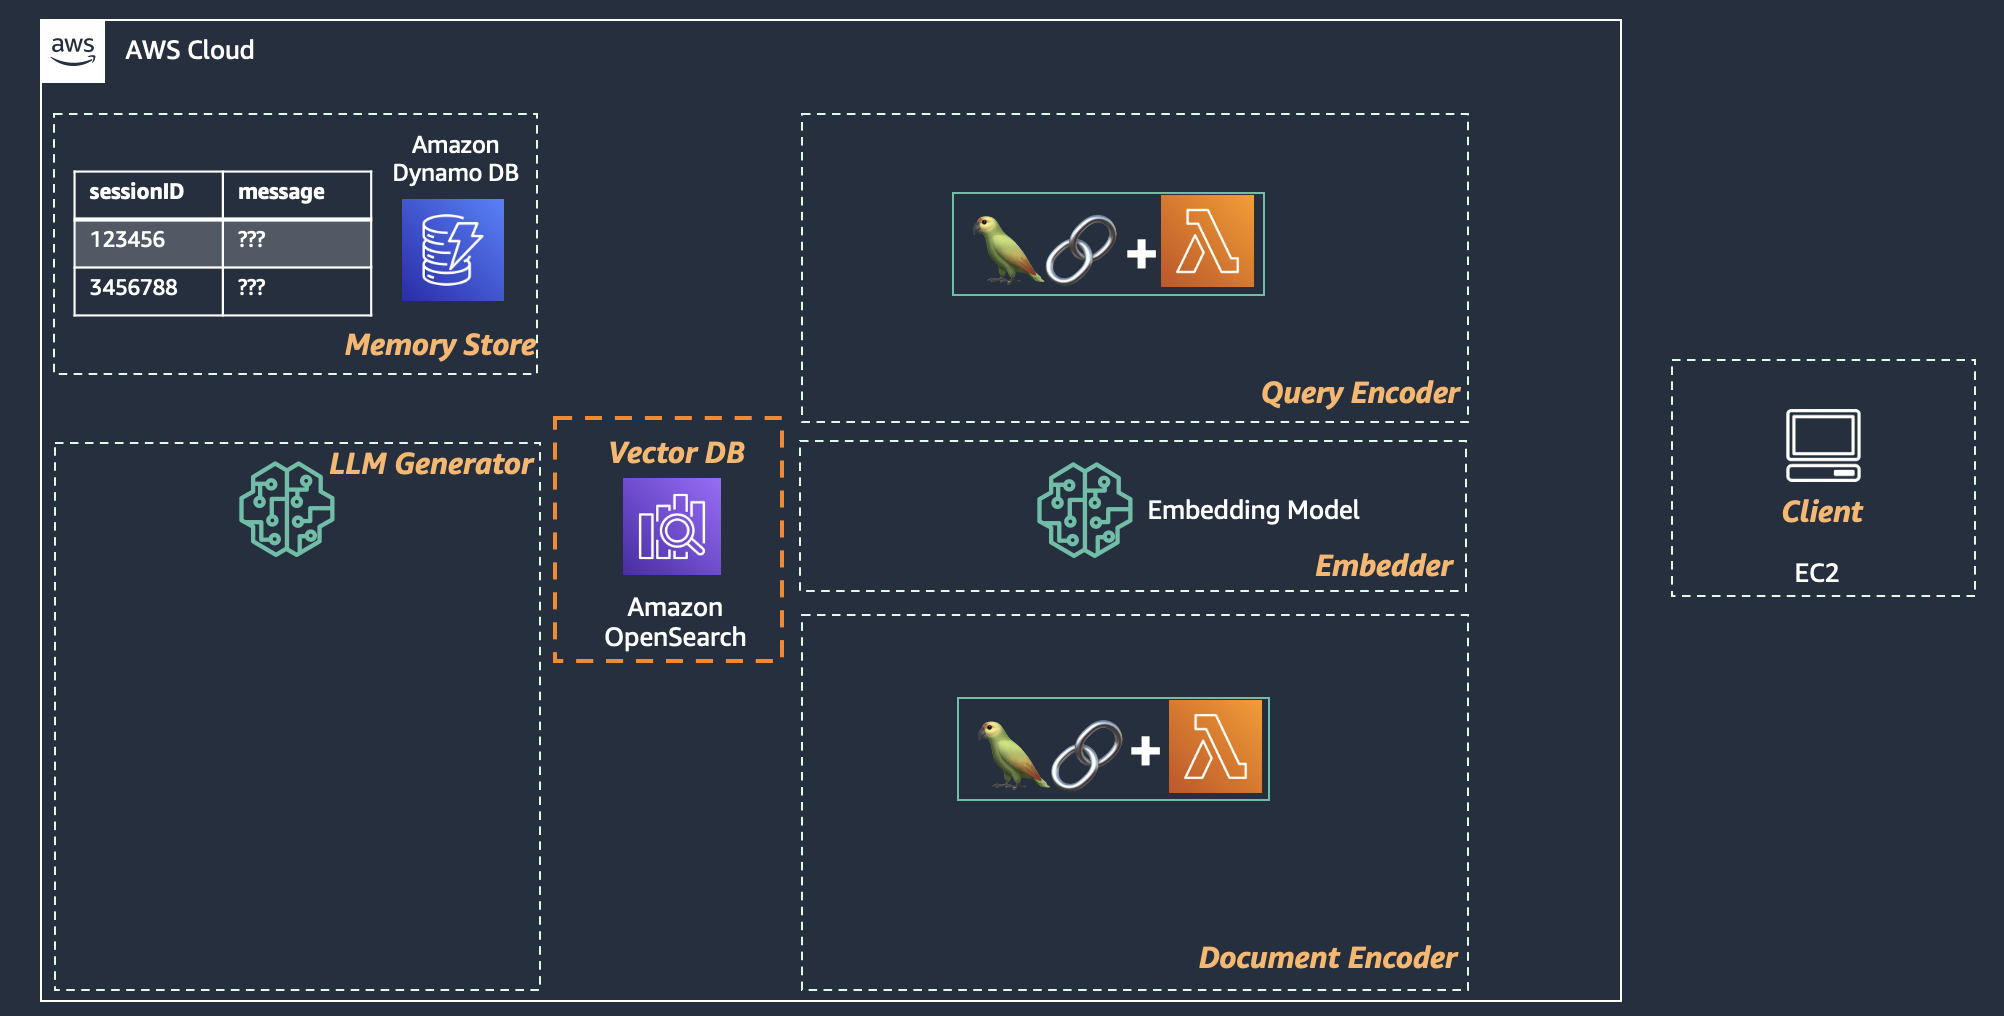 aws
AWS Cloud
Amazon
Dynamo DB
sessionID message
123456 ???
3456788 ???
Memory Store
Query Encoder
LLM Generator
Vector DB
Amazon
OpenSearch
Embedding Model
Embedder
Client
EC2
Document Encoder